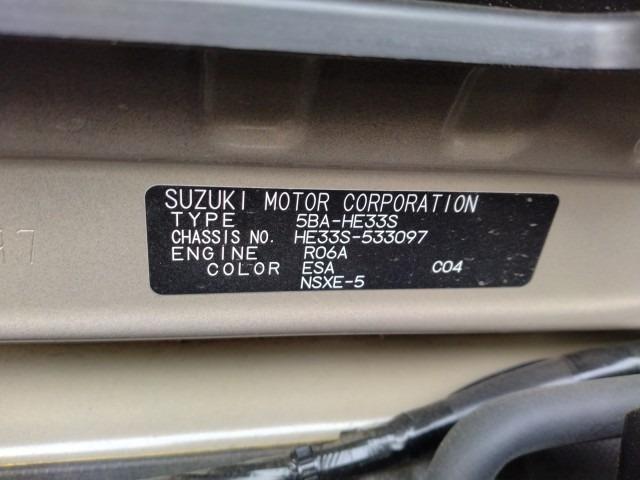 SUZUKI MOTOR CORPORATION
TYPE 5BA-HE33S
CHASSIS NO. HE33S-533097
ENGINE R06A
COLOR ESA C04
NSXE-5